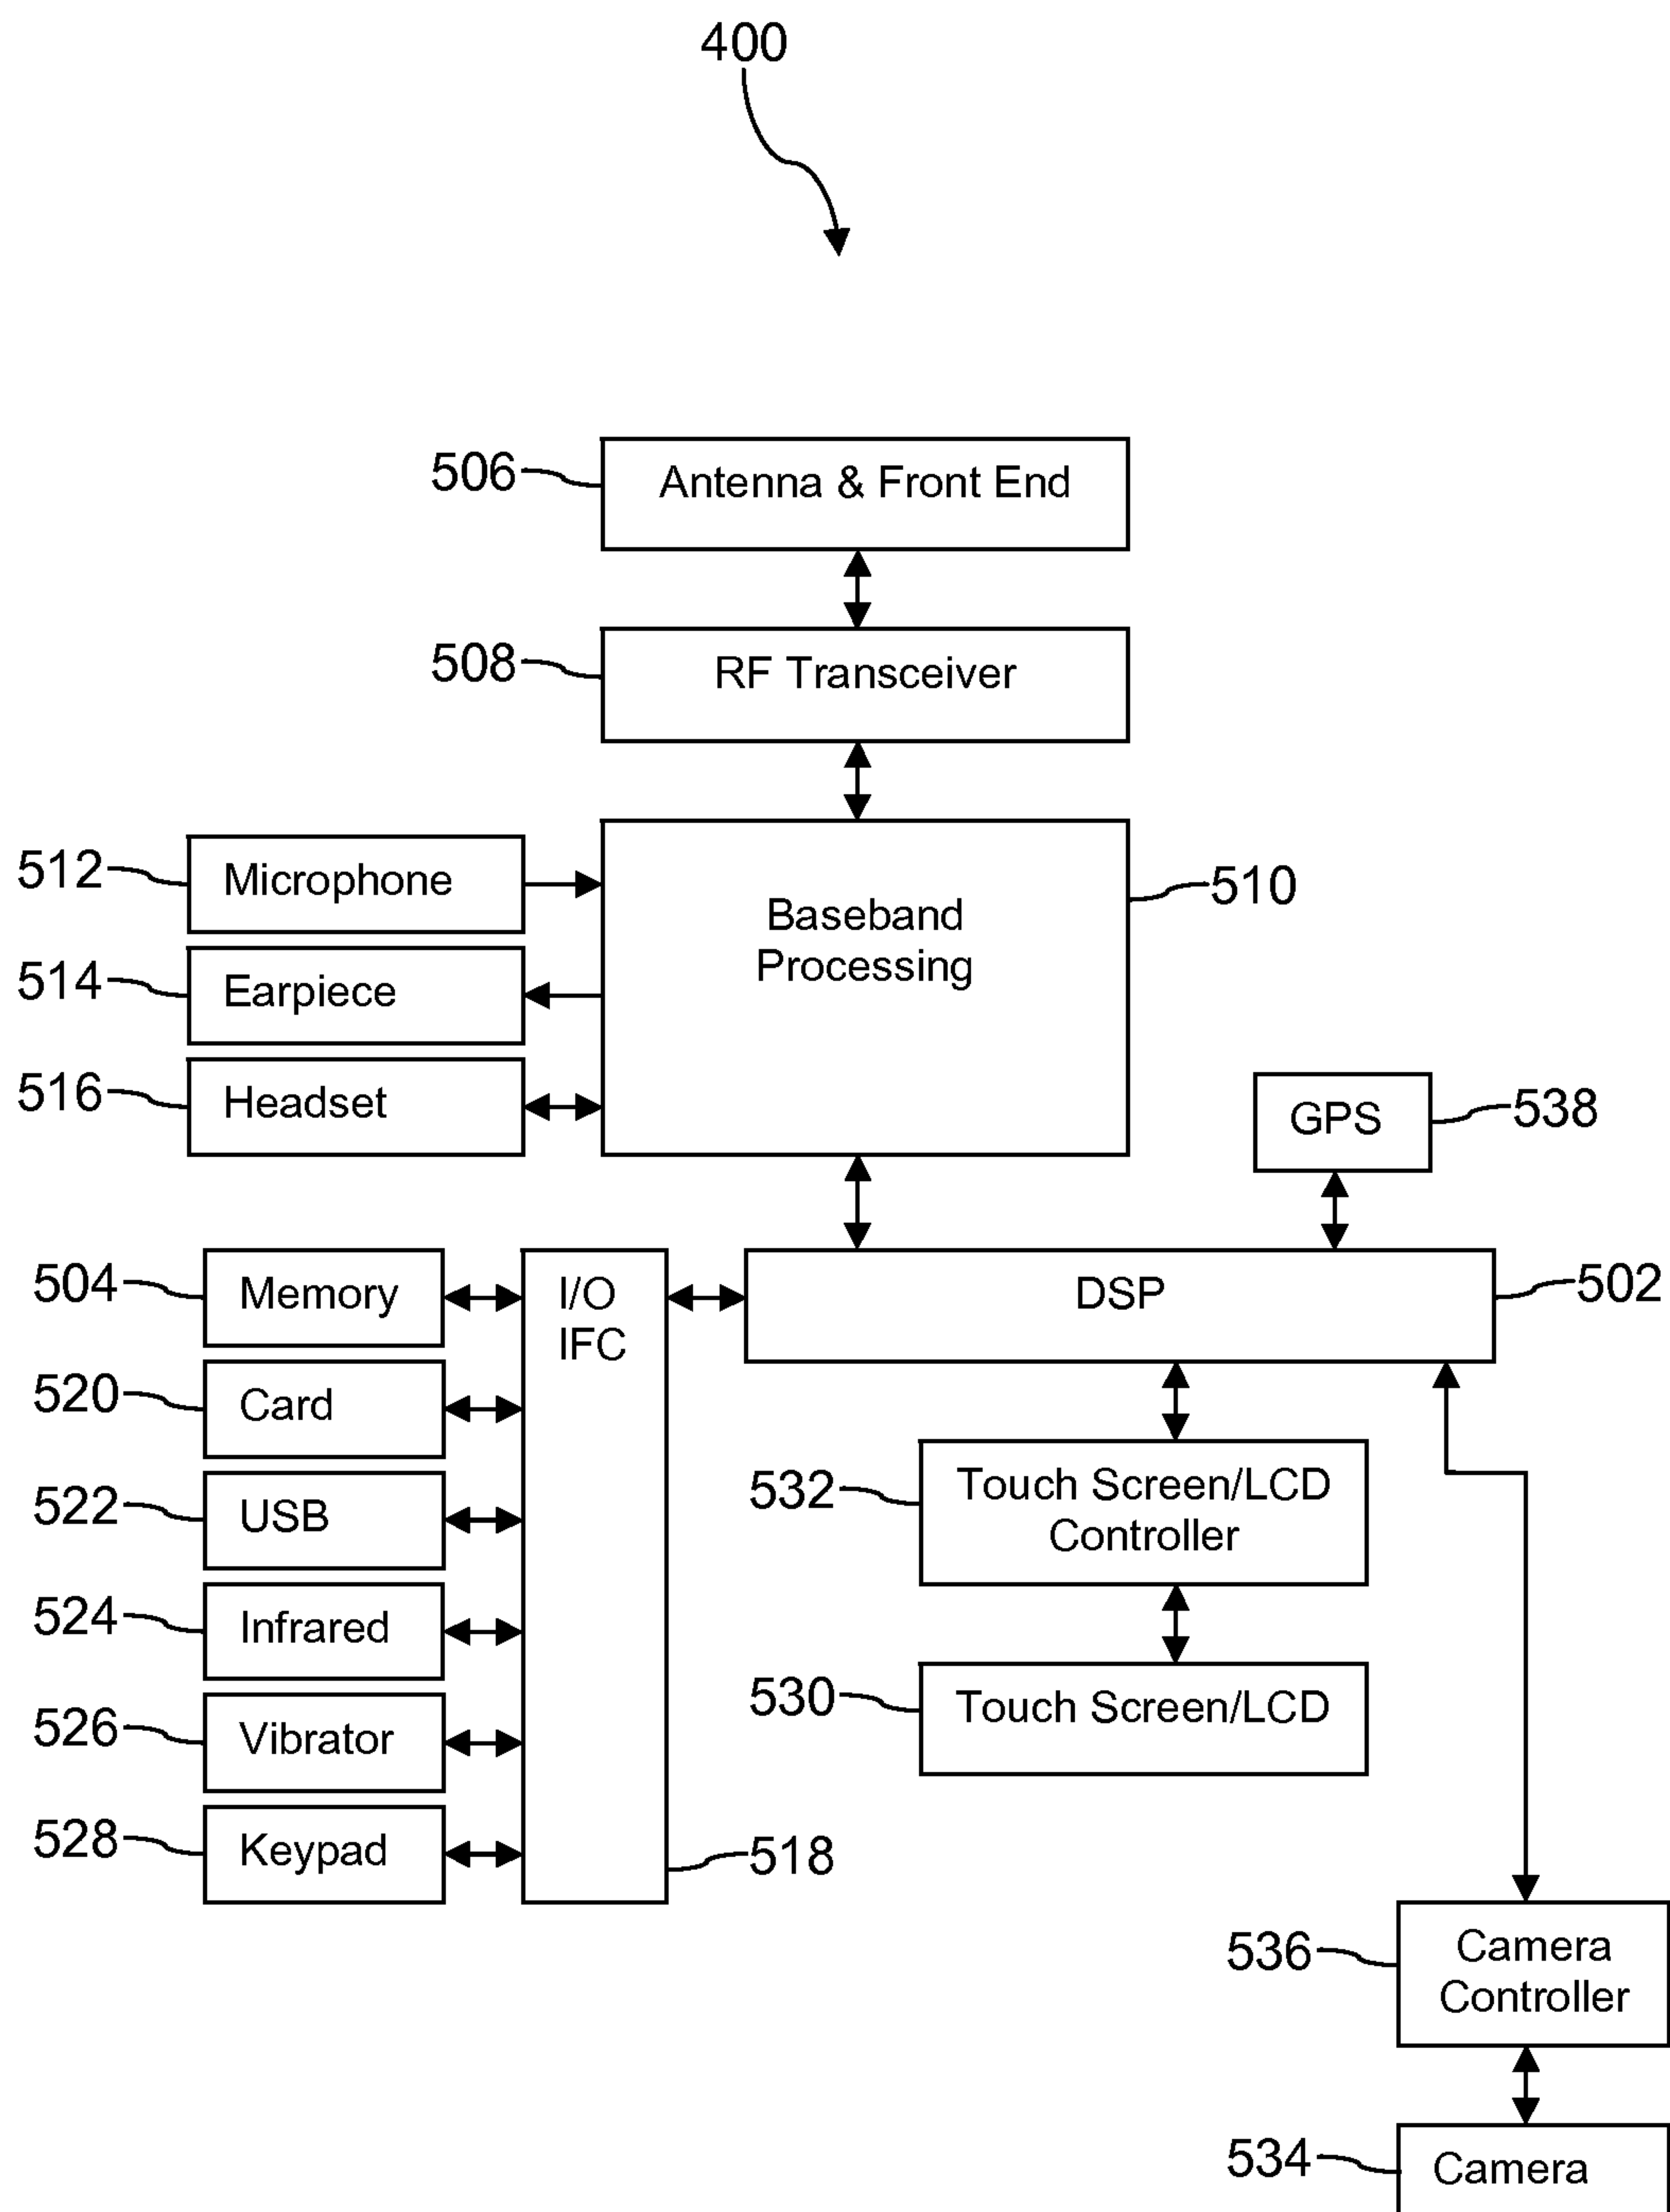 400
506
Antenna & Front End
508
RF Transceiver
512
Microphone
Baseband
Processing
510
514
Earpiece
516
Headset
GPS
538
504
Memory
I/O
IFC
DSP
502
520
Card
522
USB
532
Touch Screen/LCD
Controller
524
Infrared
526
Vibrator
530
Touch Screen/LCD
528
Keypad
518
536
Camera
Controller
534
Camera